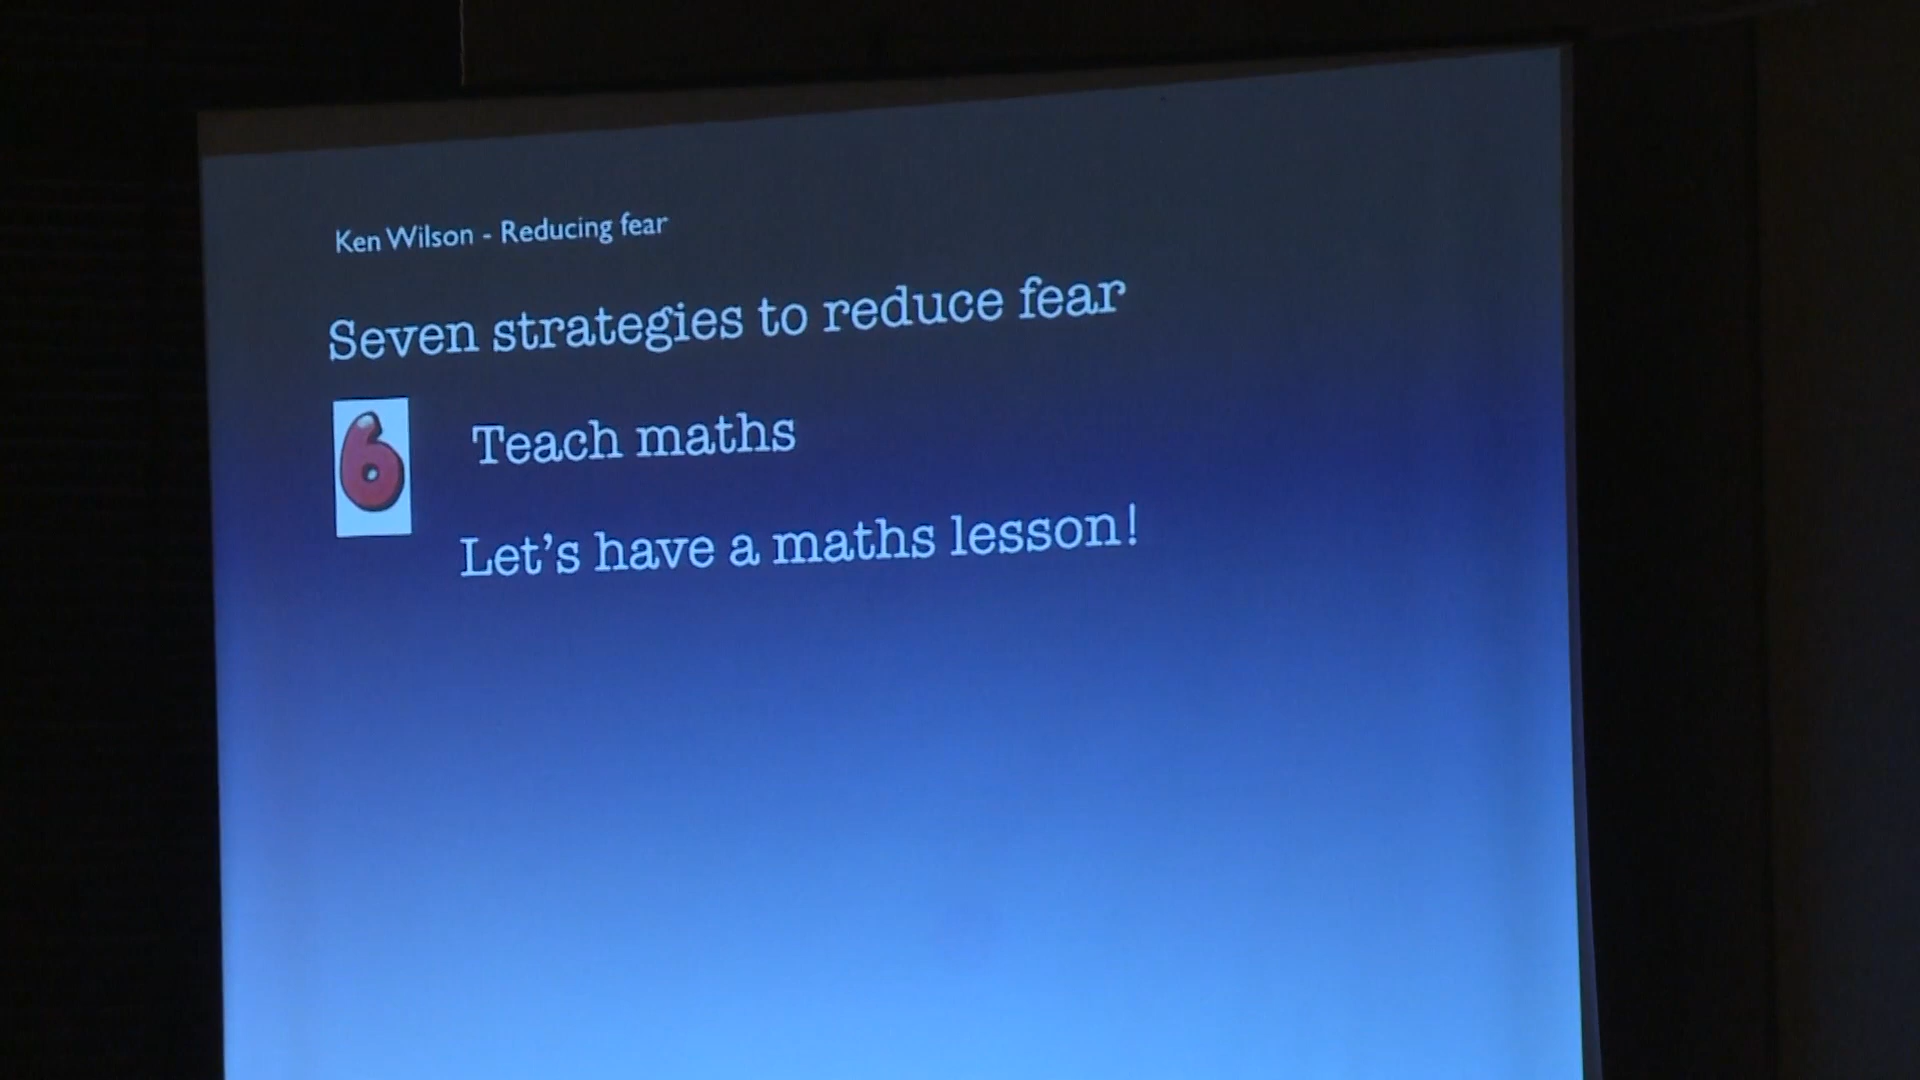 Ken Wilson - Reducing fear
Seven strategies to reduce fear
6 Teach maths
Let's have a maths lesson!